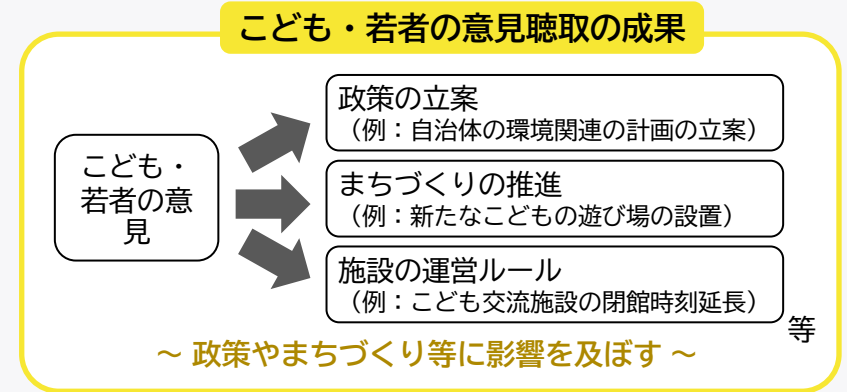 こども・若者の意見聴取の成果
こども・
若者の意
見
政策の立案
（例：自治体の環境関連の計画の立案）
まちづくりの推進
（例：新たなこどもの遊び場の設置）
施設の運営ルール
（例：こども交流施設の閉館時刻延長）
等
～ 政策やまちづくり等に影響を及ぼす ～